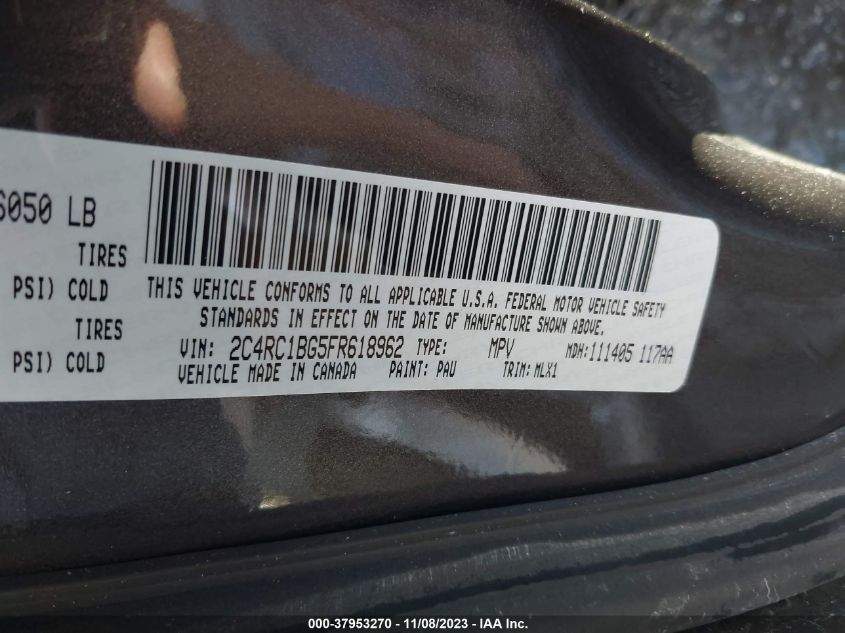 6050 LB
TIRES
PSI) COLD
TIRES
PSI) COLD
THIS VEHICLE CONFORMS TO ALL APPLICABLE U.S.A. FEDERAL MOTOR VEHICLE SAFETY
STANDARDS IN EFFECT ON THE DATE OF MANUFACTURE SHOWN ABOVE.
VIN: 2C4RC1BG5FR618962 TYPE: MPV MDH: 111405 117AA
VEHICLE MADE IN CANADA PAINT: PAU TRIM: MLX1
000-37953270 - 11/08/2023 - IAA Inc.